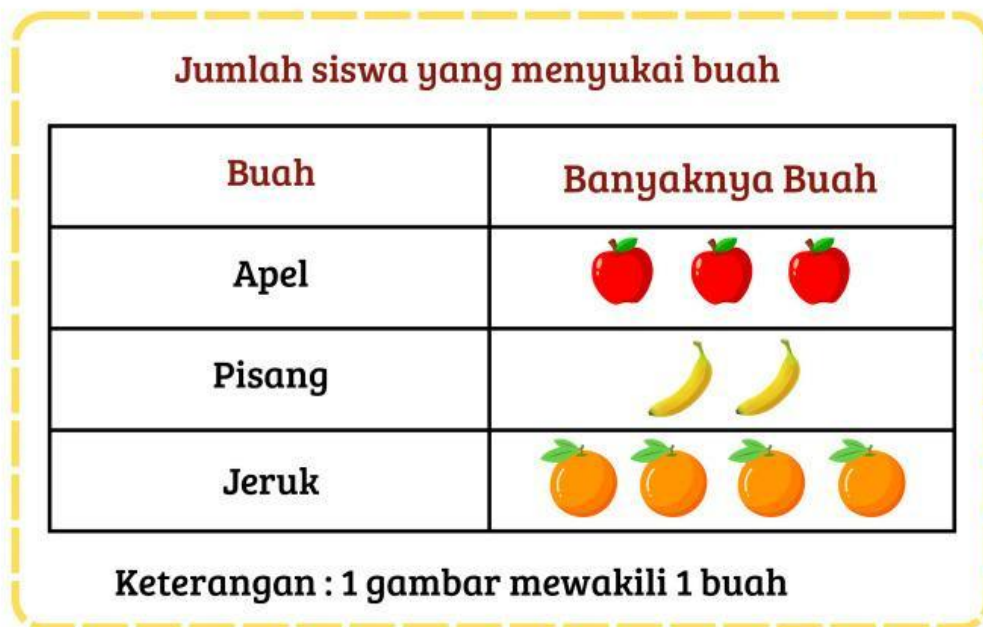 Jumlah siswa yang menyukai buah
Buah
Banyaknya Buah
Apel
Pisang
Jeruk
Keterangan : 1 gambar mewakili 1 buah